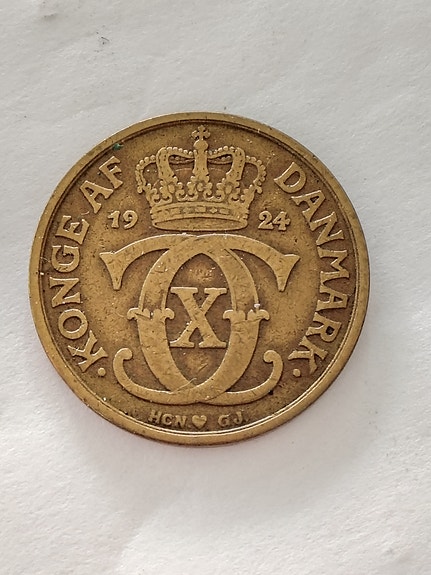 · KONGE AF DANMARK ·
19 24
X
HCN ♥ GJ